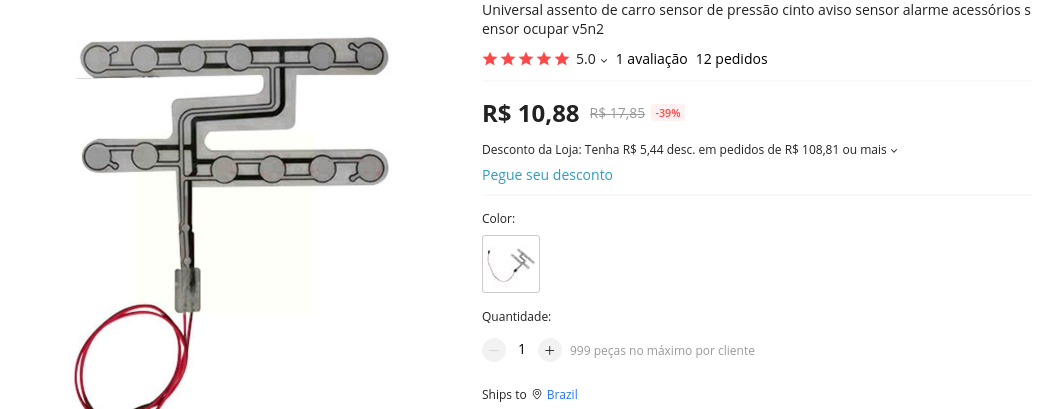 Universal assento de carro sensor de pressão cinto aviso sensor alarme acessórios s
ensor ocupar v5n2
5.0 1 avaliação 12 pedidos
R$ 10,88 R$ 17,85 -39%
Desconto da Loja: Tenha R$ 5,44 desc. em pedidos de R$ 108,81 ou mais
Pegue seu desconto
Color:
Quantidade:
1 + 999 peças no máximo por cliente
Ships to Brazil